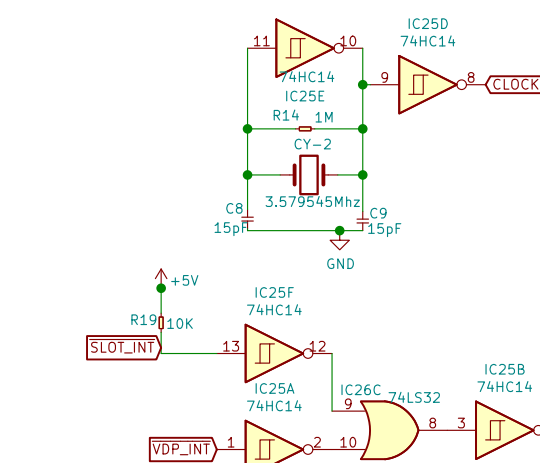 IC25D
74HC14
11
10
9
8
CLOCK
74HC14
IC25E
R14 1M
CY-2
3.579545Mhz
C8
15pF
C9
15pF
GND
+5V
R19
10K
IC25F
74HC14
SLOT_INT
13
12
IC25A
74HC14
IC26C
74LS32
IC25B
74HC14
9
8
3
VDP_INT
1
2
10